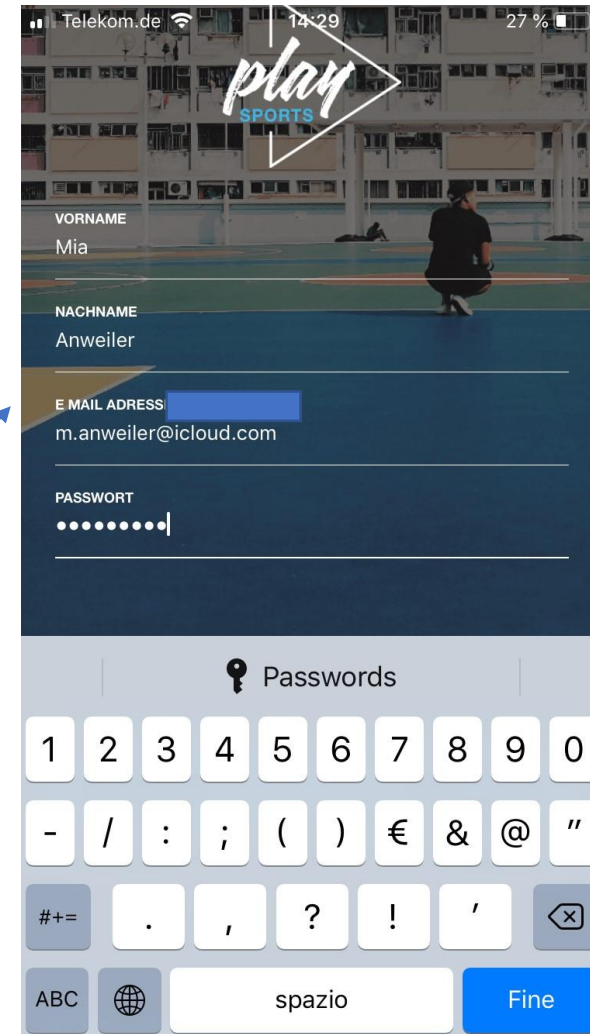 Telekom.de 14:29 27 %
play
SPORTS
VORNAME
Mia
NACHNAME
Anweiler
E MAIL ADRESS
m.anweiler@icloud.com
PASSWORT
•••••••••
Passwords
1 2 3 4 5 6 7 8 9 0
- / : ; ( ) € & @ "
#+= . , ? ! '
ABC spazio Fine